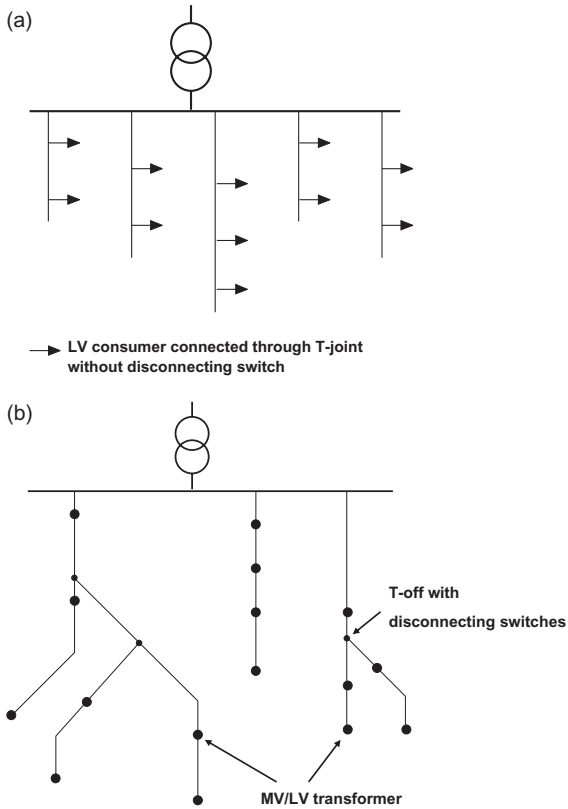 (a)
LV consumer connected through T-joint
without disconnecting switch
(b)
T-off with
disconnecting switches
MV/LV transformer